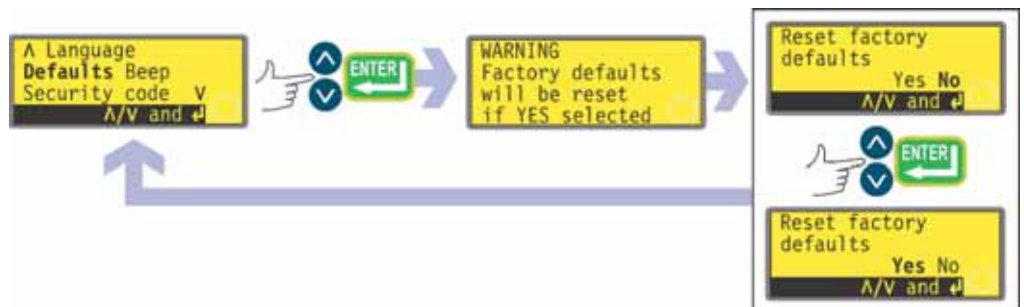 Λ Language
Defaults Beep
Security code V
Λ/V and ↵
ENTER
WARNING
Factory defaults
will be reset
if YES selected
Reset factory
defaults
Yes No
Λ/V and ↵
ENTER
Reset factory
defaults
Yes No
Λ/V and ↵